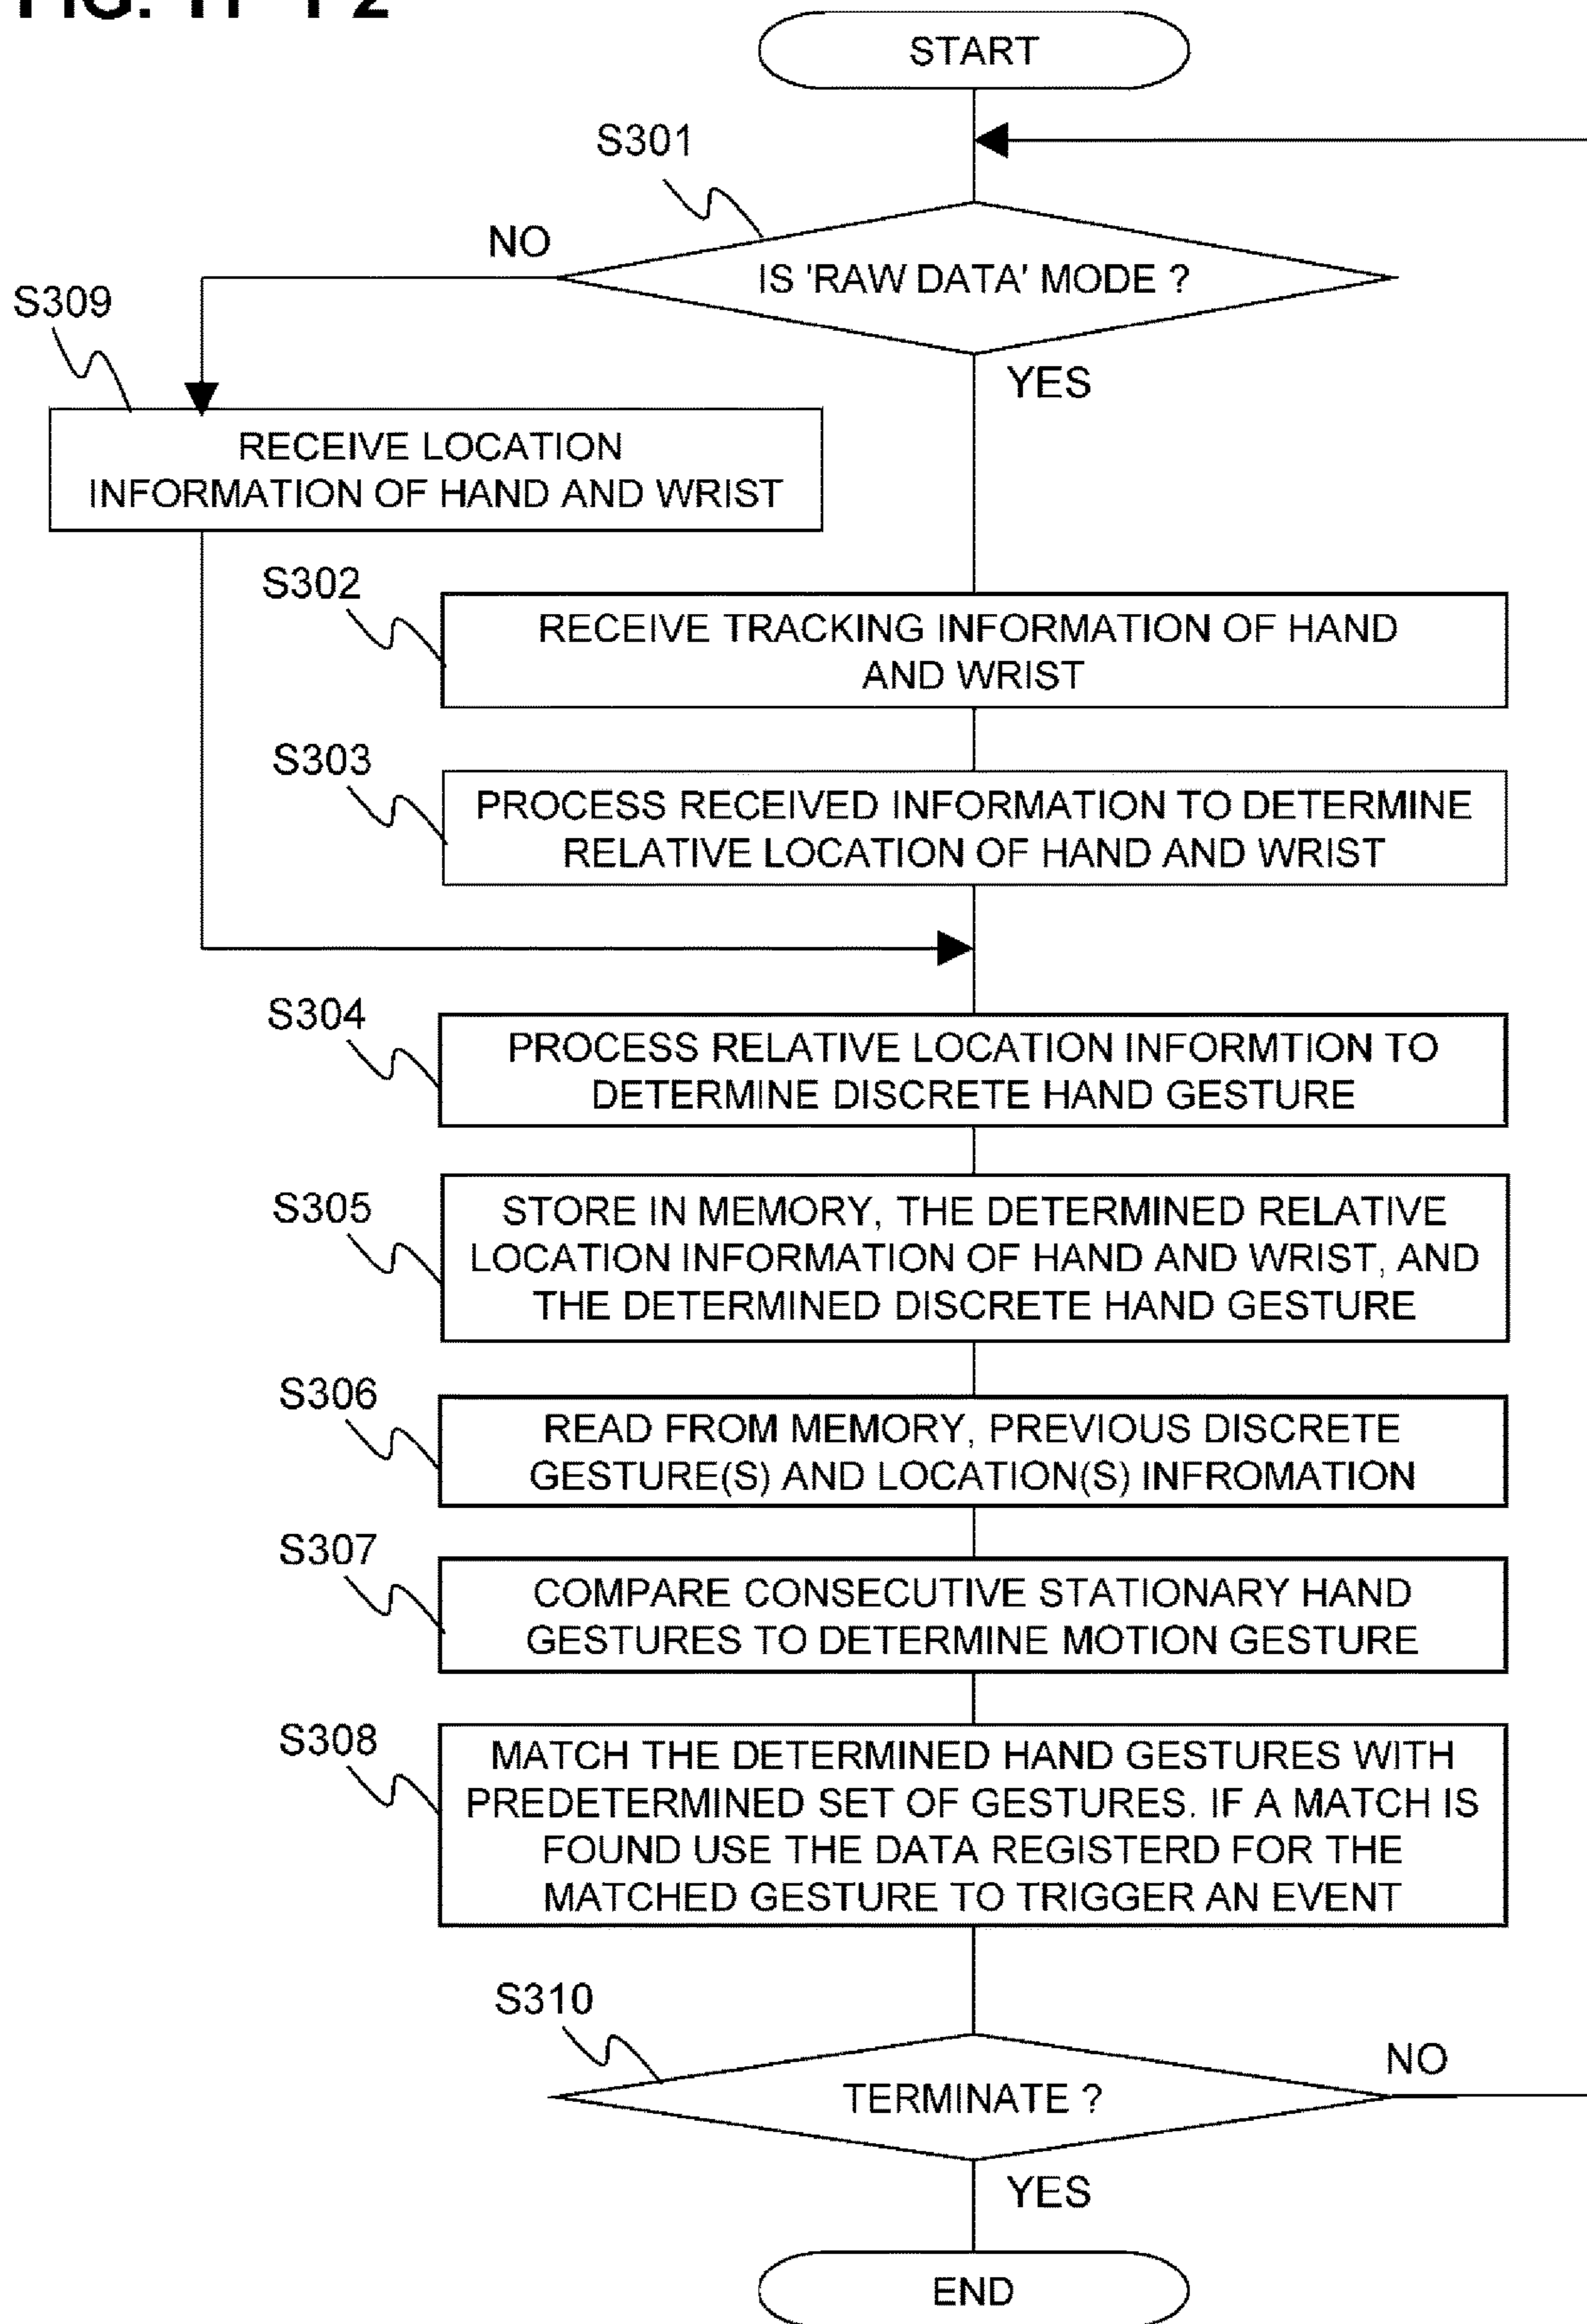 START
S301
NO
IS 'RAW DATA' MODE ?
S309
YES
RECEIVE LOCATION
INFORMATION OF HAND AND WRIST
S302
RECEIVE TRACKING INFORMATION OF HAND
AND WRIST
S303
PROCESS RECEIVED INFORMATION TO DETERMINE
RELATIVE LOCATION OF HAND AND WRIST
S304
PROCESS RELATIVE LOCATION INFORMTION TO
DETERMINE DISCRETE HAND GESTURE
S305
STORE IN MEMORY, THE DETERMINED RELATIVE
LOCATION INFORMATION OF HAND AND WRIST, AND
THE DETERMINED DISCRETE HAND GESTURE
S306
READ FROM MEMORY, PREVIOUS DISCRETE
GESTURE(S) AND LOCATION(S) INFROMATION
S307
COMPARE CONSECUTIVE STATIONARY HAND
GESTURES TO DETERMINE MOTION GESTURE
S308
MATCH THE DETERMINED HAND GESTURES WITH
PREDETERMINED SET OF GESTURES. IF A MATCH IS
FOUND USE THE DATA REGISTERD FOR THE
MATCHED GESTURE TO TRIGGER AN EVENT
S310
NO
TERMINATE ?
YES
END